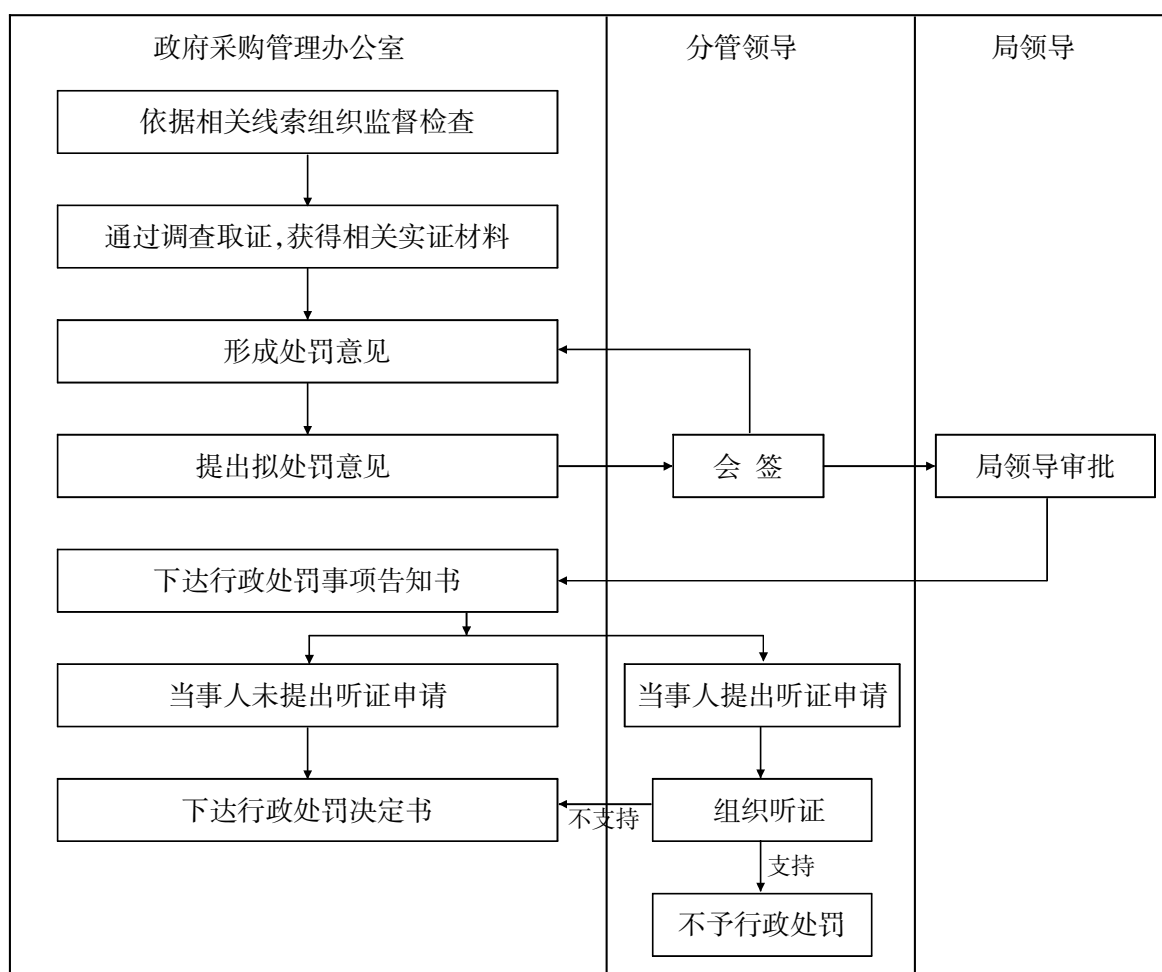 政府采购管理办公室
分管领导
局领导
依据相关线索组织监督检查
通过调查取证,获得相关实证材料
形成处罚意见
提出拟处罚意见
会 签
局领导审批
下达行政处罚事项告知书
当事人未提出听证申请
当事人提出听证申请
下达行政处罚决定书
不支持
组织听证
支持
不予行政处罚